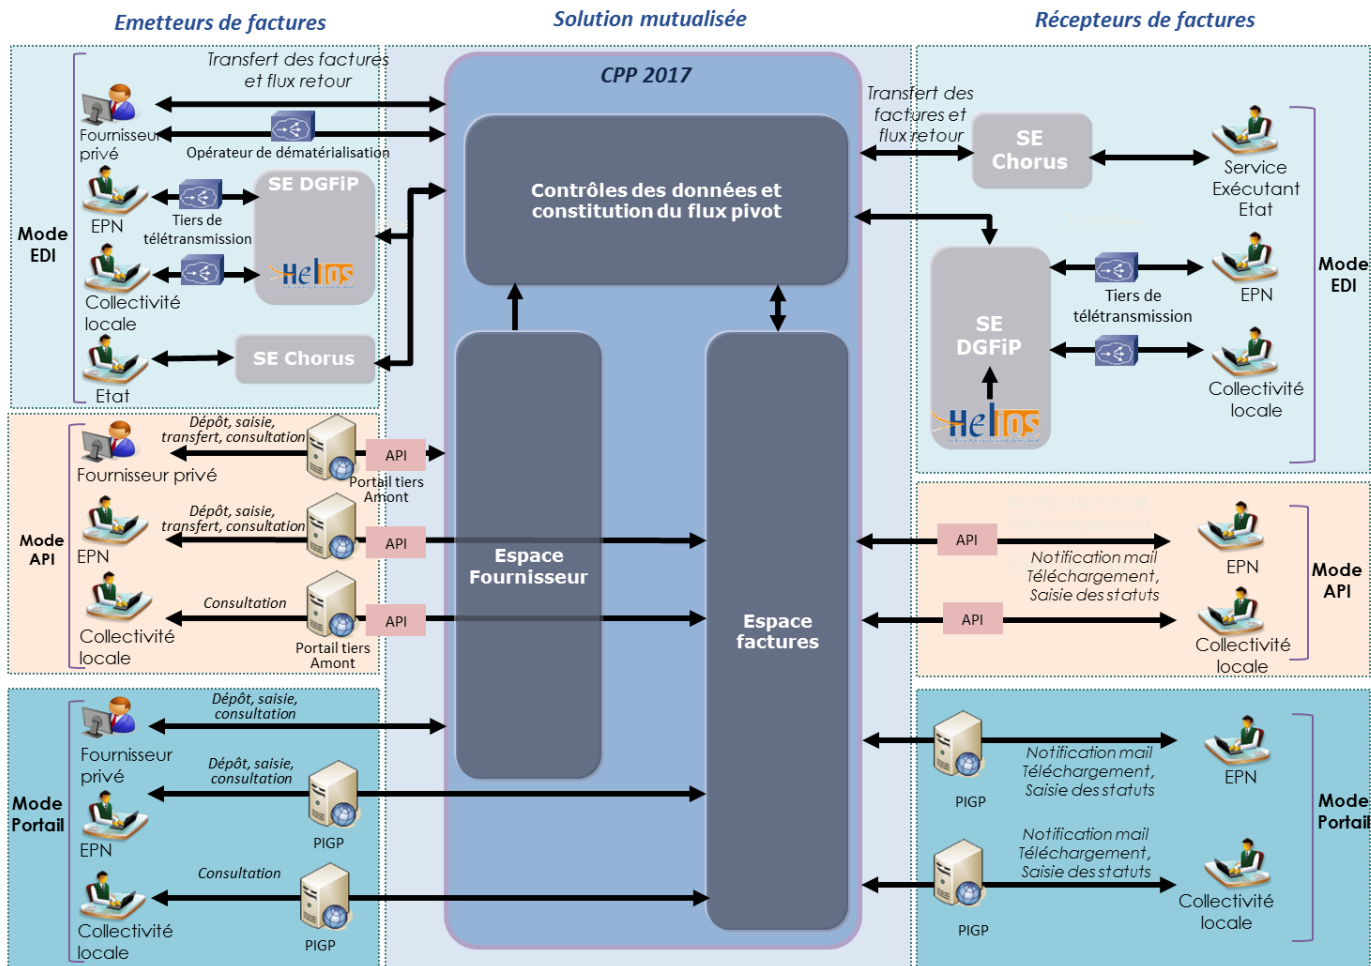 Emetteurs de factures
Solution mutualisée
Récepteurs de factures
Transfert des factures
et flux retour
Fournisseur
privé
Opérateur de dématérialisation
SE DGFiP
EPN
Tiers de
télétransmission
Mode
EDI
Helios
Collectivité
locale
SE Chorus
Etat
CPP 2017
Contrôles des données et
constitution du flux pivot
Espace
Fournisseur
Espace
factures
Transfert des
factures et
flux retour
SE
Chorus
Service
Exécutant
Etat
EPN
Tiers de
télétransmission
Mode
EDI
SE
DGFiP
Collectivité
locale
Helios
Dépôt, saisie,
transfert, consultation
API
Fournisseur privé
Portail tiers
Amont
Dépôt, saisie,
transfert, consultation
API
Mode
API
EPN
Consultation
API
Collectivité
locale
Portail tiers
Amont
API
Notification mail
Téléchargement,
Saisie des statuts
EPN
Mode
API
API
Collectivité
locale
Dépôt, saisie,
consultation
Fournisseur
privé
Dépôt, saisie,
consultation
Mode
Portail
EPN
PIGP
Consultation
Collectivité
locale
PIGP
Notification mail
Téléchargement,
Saisie des statuts
EPN
PIGP
Mode
Portail
Notification mail
Téléchargement,
Saisie des statuts
Collectivité
locale
PIGP